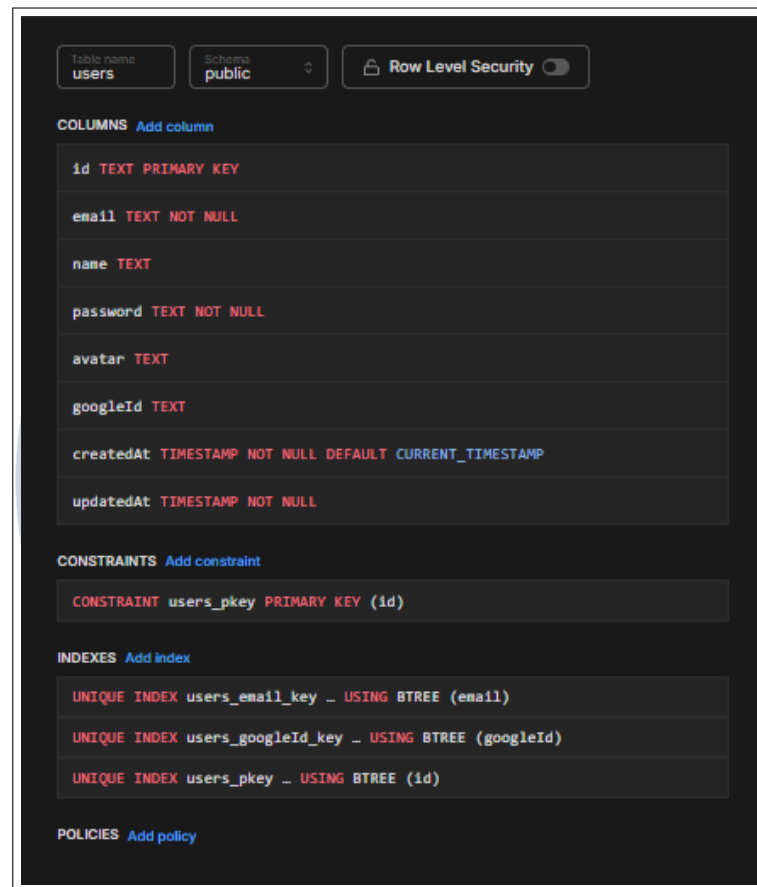 Table name Schema
users public Row Level Security
COLUMNS Add column
id TEXT PRIMARY KEY
email TEXT NOT NULL
name TEXT
password TEXT NOT NULL
avatar TEXT
googleId TEXT
createdAt TIMESTAMP NOT NULL DEFAULT CURRENT_TIMESTAMP
updatedAt TIMESTAMP NOT NULL
CONSTRAINTS Add constraint
CONSTRAINT users_pkey PRIMARY KEY (id)
INDEXES Add index
UNIQUE INDEX users_email_key … USING BTREE (email)
UNIQUE INDEX users_googleId_key … USING BTREE (googleId)
UNIQUE INDEX users_pkey … USING BTREE (id)
POLICIES Add policy